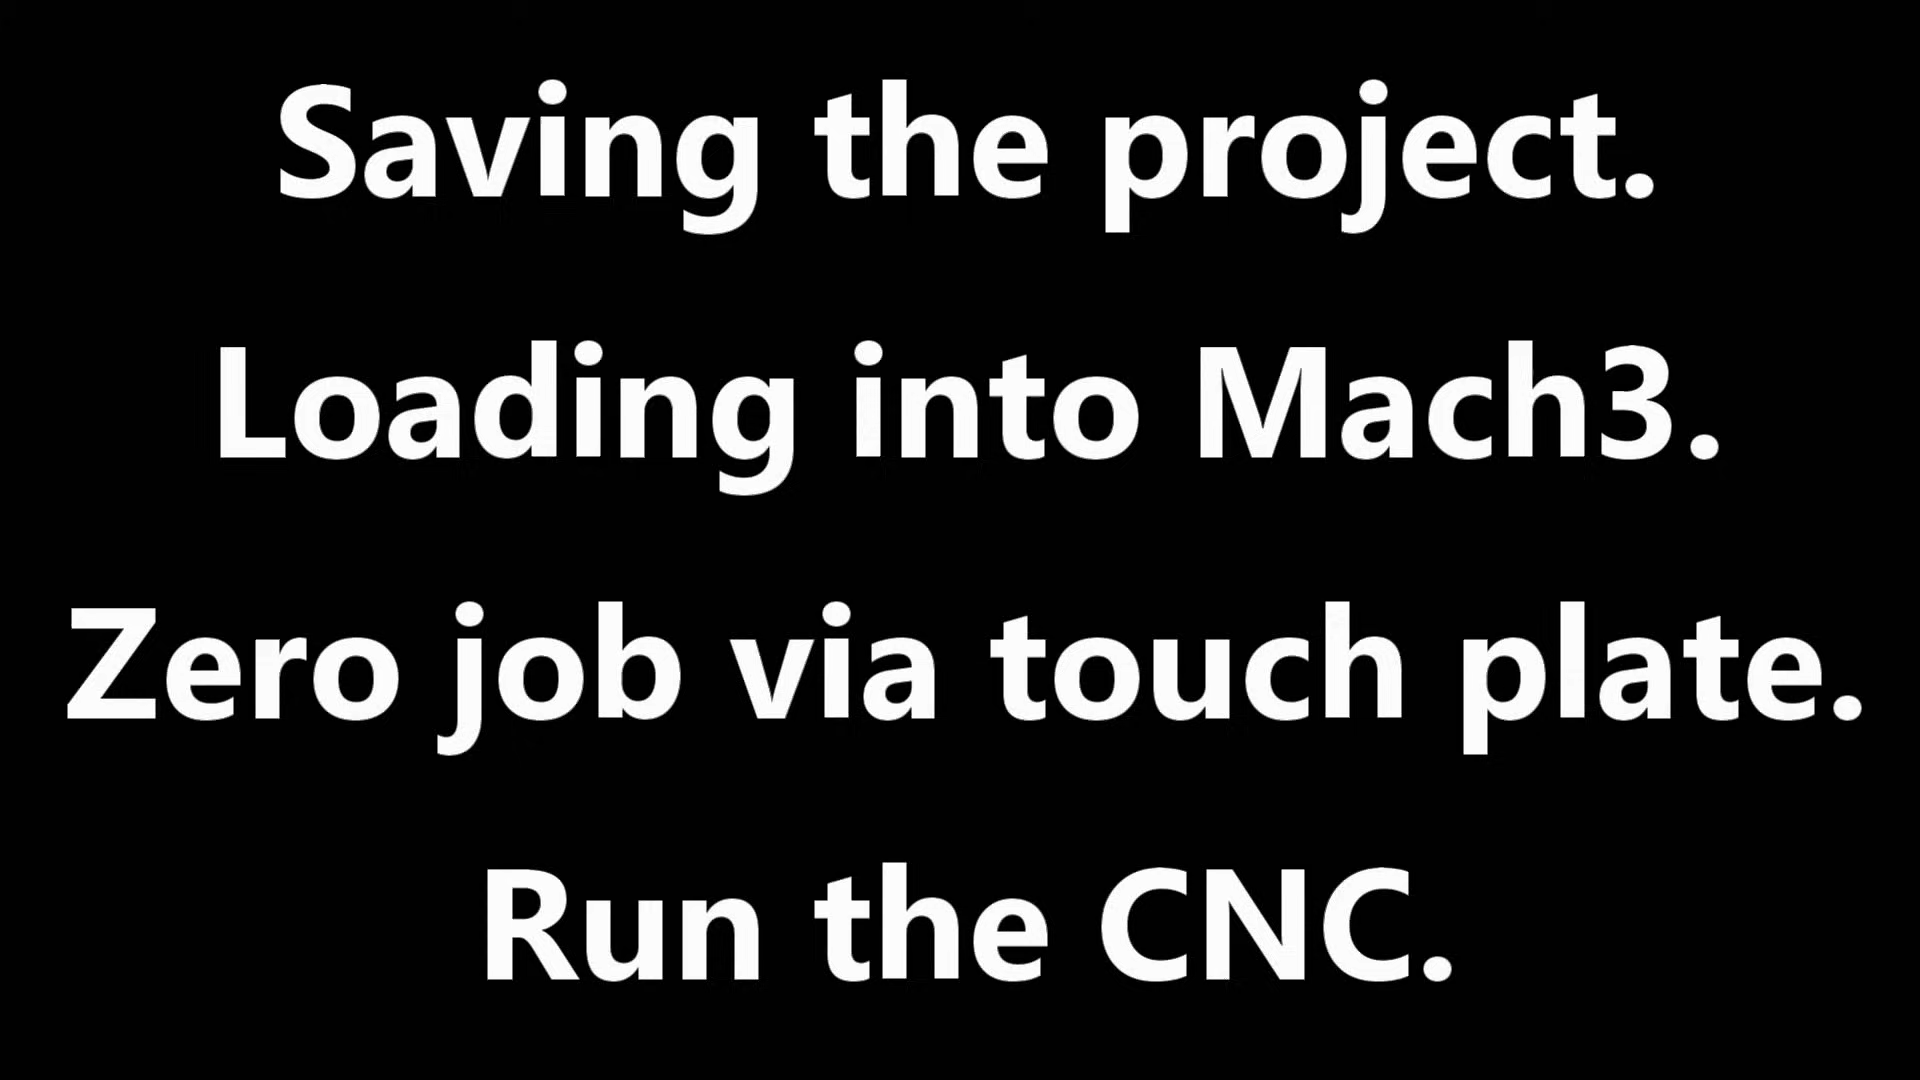 Saving the project.
Loading into Mach3.
Zero job via touch plate.
Run the CNC.